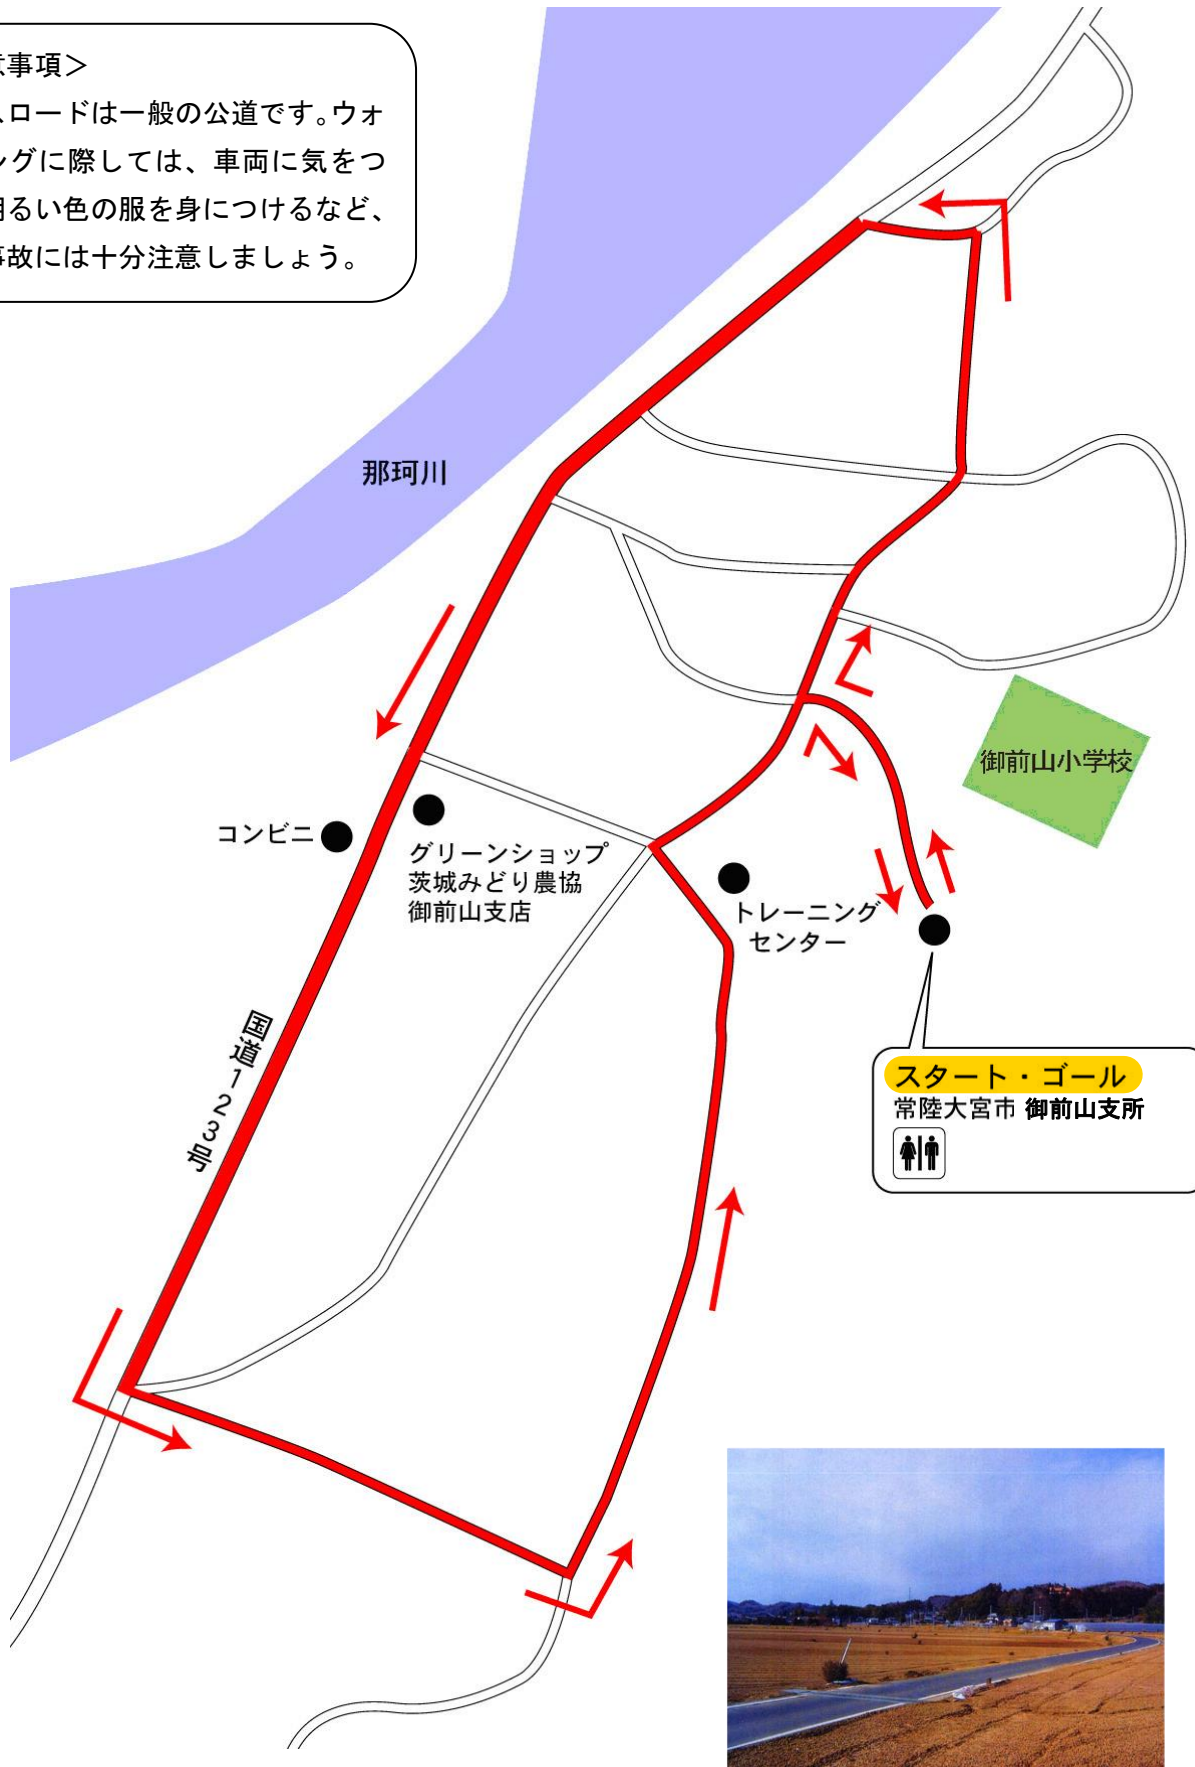 意事項＞
スロードは一般の公道です。ウォ
ングに際しては、車両に気をつ
明るい色の服を身につけるなど、
事故には十分注意しましょう。
那珂川
御前山小学校
コンビニ
グリーンショップ
茨城みどり農協
御前山支店
トレーニング
センター
国道123号
スタート・ゴール
常陸大宮市 御前山支所